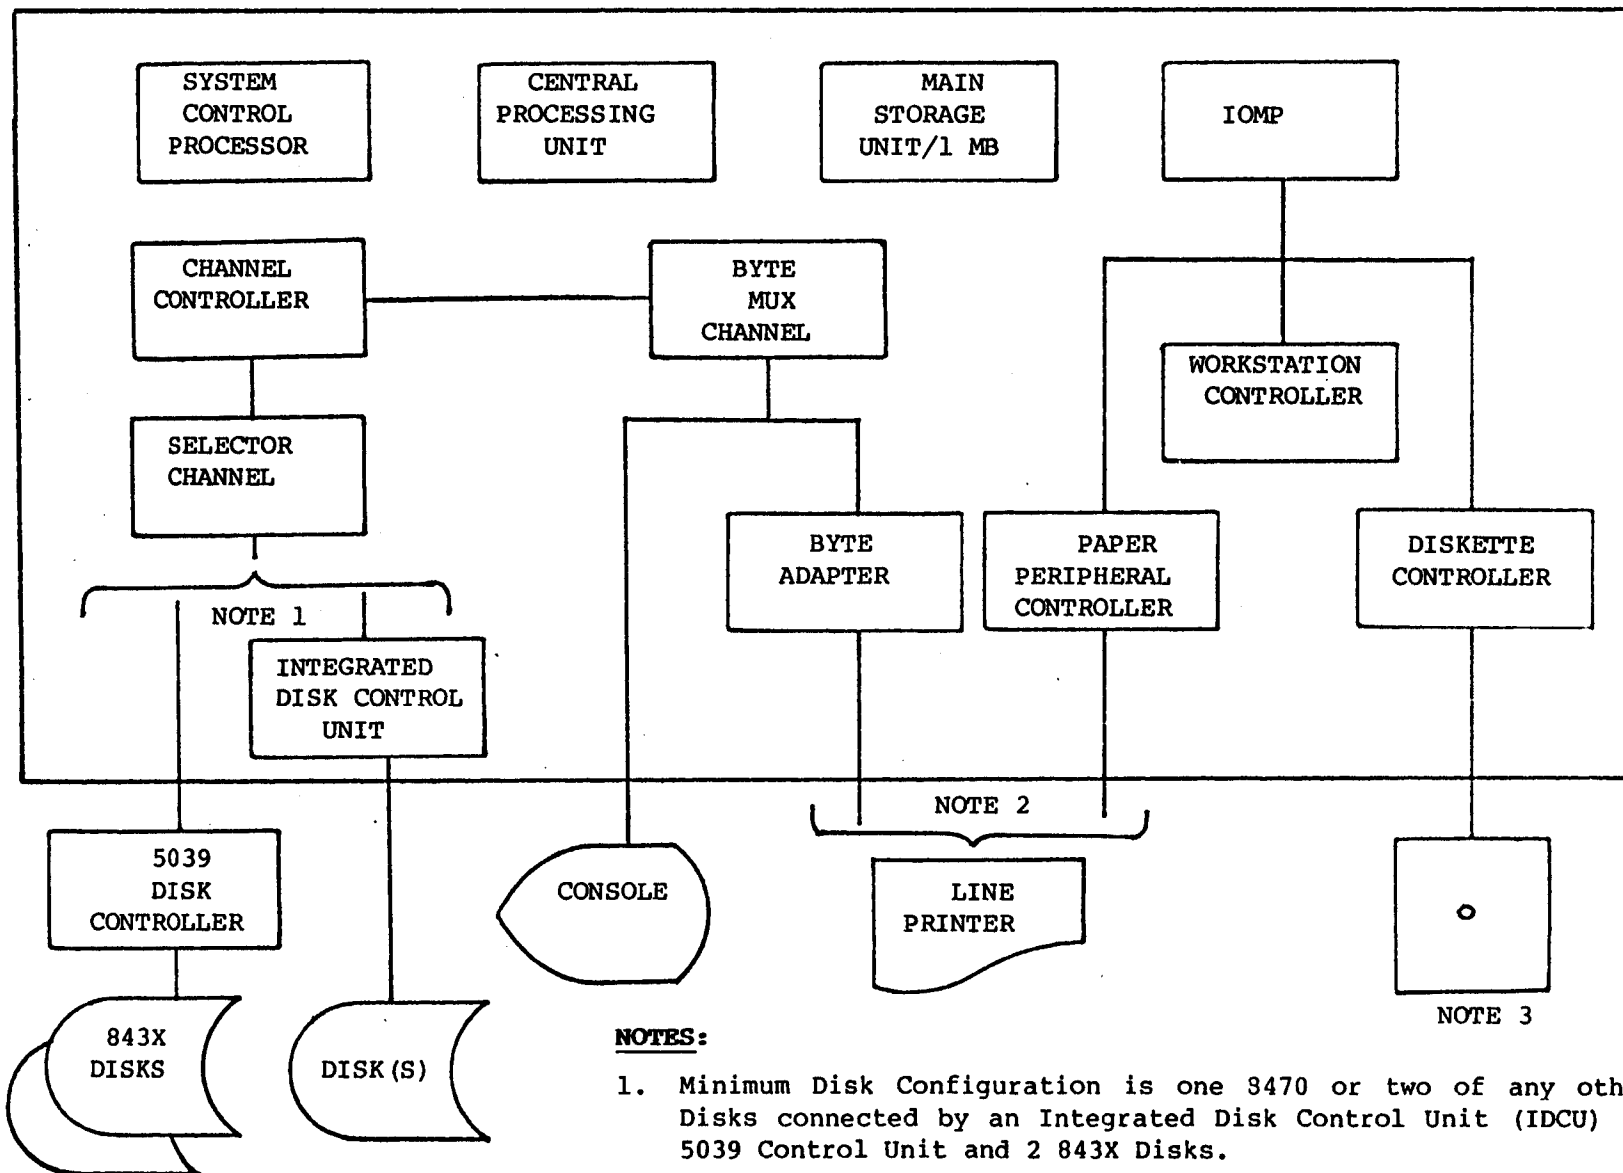 SYSTEM
CONTROL
PROCESSOR
CENTRAL
PROCESSING
UNIT
MAIN
STORAGE
UNIT/1 MB
IOMP
CHANNEL
CONTROLLER
BYTE
MUX
CHANNEL
WORKSTATION
CONTROLLER
SELECTOR
CHANNEL
BYTE
ADAPTER
PAPER
PERIPHERAL
CONTROLLER
DISKETTE
CONTROLLER
NOTE 1
INTEGRATED
DISK CONTROL
UNIT
NOTE 2
5039
DISK
CONTROLLER
CONSOLE
LINE
PRINTER
NOTE 3
843X
DISKS
DISK(S)
NOTES:
1. Minimum Disk Configuration is one 8470 or two of any oth
Disks connected by an Integrated Disk Control Unit (IDCU)
5039 Control Unit and 2 843X Disks.